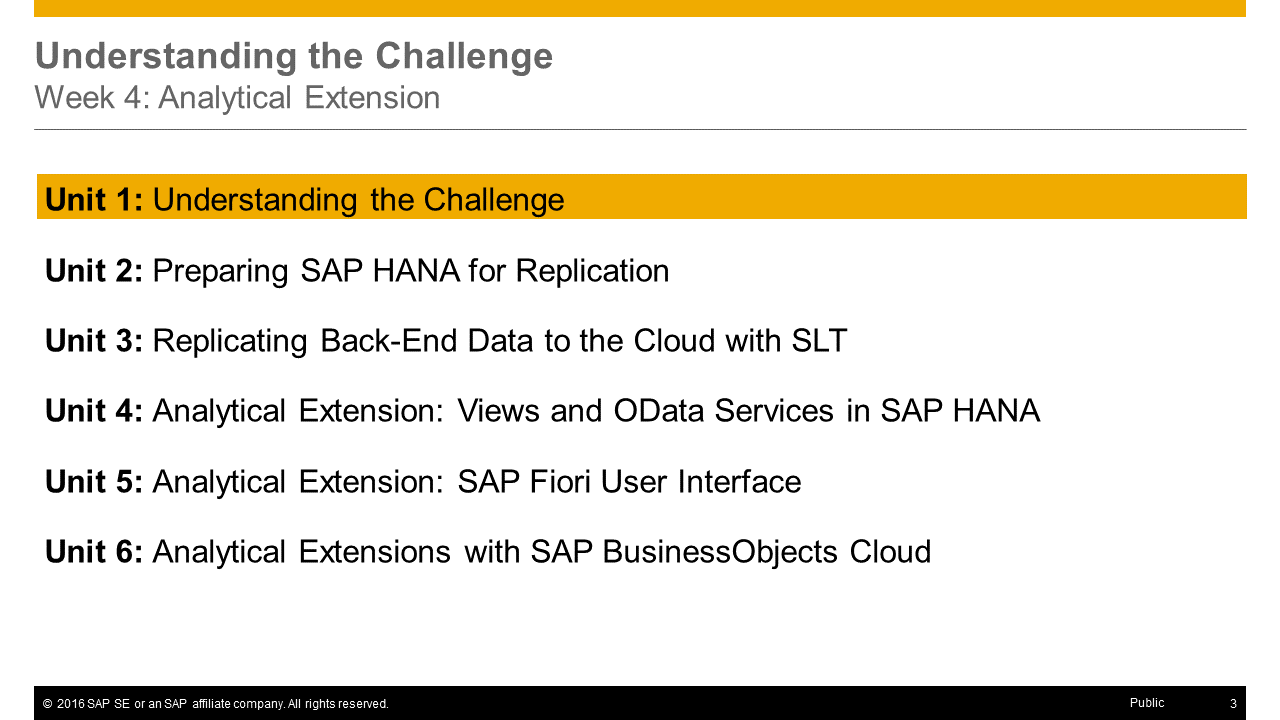 Understanding the Challenge
Week 4: Analytical Extension
Unit 1: Understanding the Challenge
Unit 2: Preparing SAP HANA for Replication
Unit 3: Replicating Back-End Data to the Cloud with SLT
Unit 4: Analytical Extension: Views and OData Services in SAP HANA
Unit 5: Analytical Extension: SAP Fiori User Interface
Unit 6: Analytical Extensions with SAP BusinessObjects Cloud
© 2016 SAP SE or an SAP affiliate company. All rights reserved. Public 3